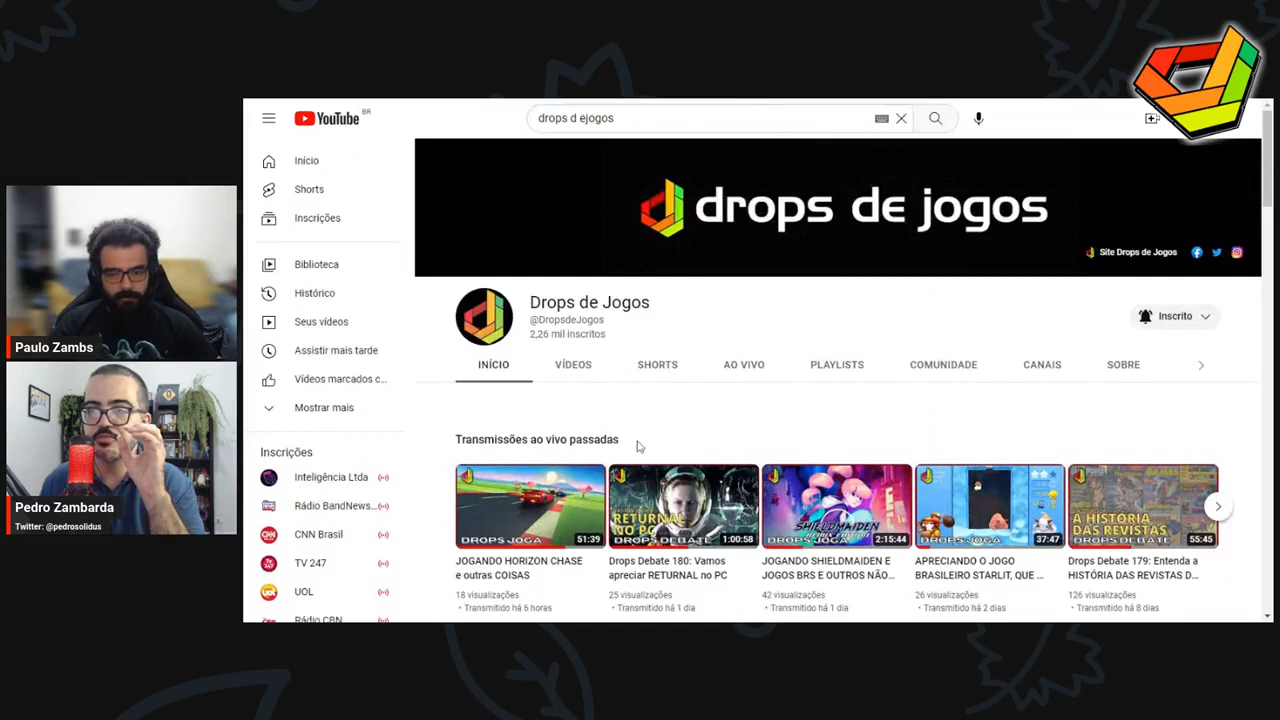 Paulo Zambs
Pedro Zambarda
Twitter: @pedrosolidus
YouTube BR
drops d ejogos
Início
Shorts
Inscrições
Biblioteca
Histórico
Seus vídeos
Assistir mais tarde
Vídeos marcados c...
Mostrar mais
Inscrições
Inteligência Ltda
Rádio BandNews...
CNN Brasil
TV 247
UOL
Rádio CBN
drops de jogos
Site Drops de Jogos
Drops de Jogos
@DropsdeJogos
2,26 mil inscritos
Inscrito
INÍCIO VÍDEOS SHORTS AO VIVO PLAYLISTS COMUNIDADE CANAIS SOBRE
Transmissões ao vivo passadas
DROPS JOGA 51:39
JOGANDO HORIZON CHASE
e outras COISAS
18 visualizações
• Transmitido há 6 horas
RETURNAL
NO PC
DROPS DEBATE 1:00:58
Drops Debate 180: Vamos
apreciar RETURNAL no PC
25 visualizações
• Transmitido há 1 dia
SHIELDMAIDEN
DROPS JOGA 2:15:44
JOGANDO SHIELDMAIDEN E
JOGOS BRS E OUTROS NÃO...
42 visualizações
• Transmitido há 1 dia
DROPS JOGA 37:47
APRECIANDO O JOGO
BRASILEIRO STARLIT, QUE ...
26 visualizações
• Transmitido há 2 dias
A HISTÓRIA
DAS REVISTAS
DROPS DEBATE 55:45
Drops Debate 179: Entenda a
HISTÓRIA DAS REVISTAS D...
126 visualizações
• Transmitido há 8 dias